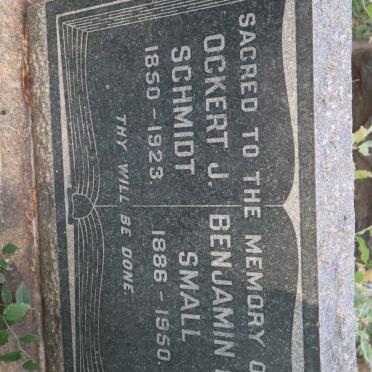 SACRED TO THE MEMORY O
OCKERT J.
SCHMIDT
1850 - 1923.
BENJAMIN
SMALL
1886 - 1950.
THY WILL BE DONE